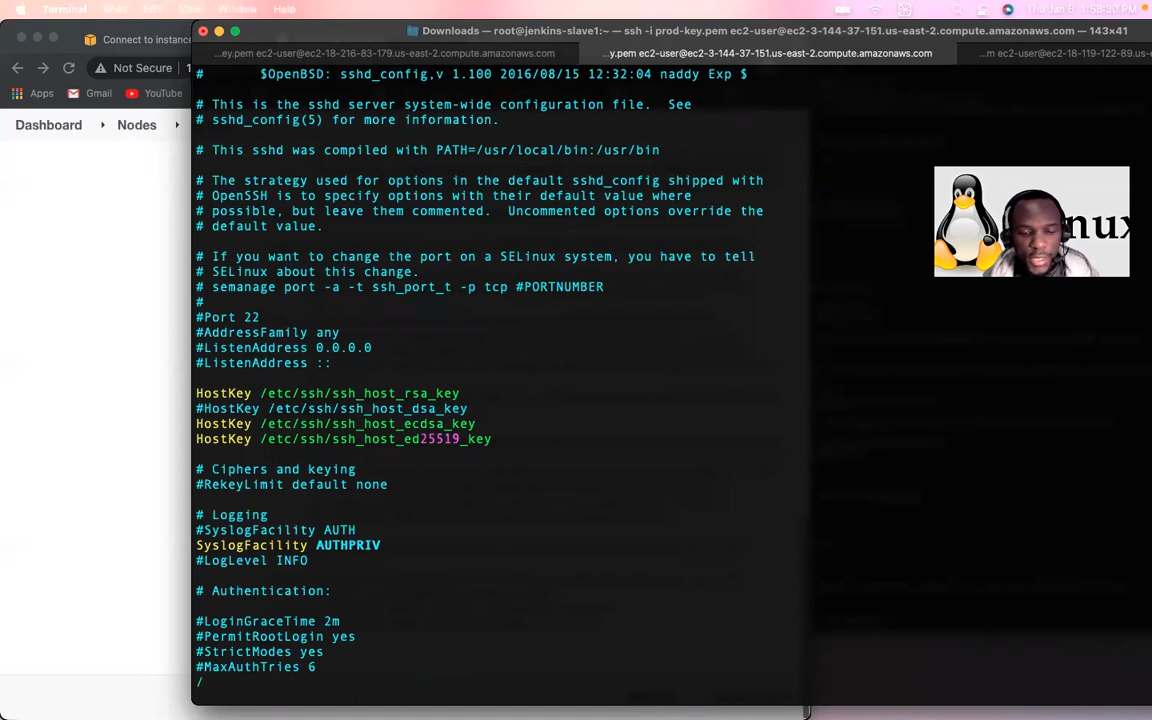 Terminal Shell Edit View Window Help
Thu Jan 6 1:53:20 PM
Downloads — root@jenkins-slave1:~ — ssh -i prod-key.pem ec2-user@ec2-3-144-37-151.us-east-2.compute.amazonaws.com — 143×41
Connect to instance
...ey.pem ec2-user@ec2-18-216-83-179.us-east-2.compute.amazonaws.com
...y.pem ec2-user@ec2-3-144-37-151.us-east-2.compute.amazonaws.com
...m ec2-user@ec2-18-119-122-89.us-
Not Secure
Apps Gmail YouTube
Dashboard Nodes
# $OpenBSD: sshd_config,v 1.100 2016/08/15 12:32:04 naddy Exp $
# This is the sshd server system-wide configuration file. See
# sshd_config(5) for more information.
# This sshd was compiled with PATH=/usr/local/bin:/usr/bin
# The strategy used for options in the default sshd_config shipped with
# OpenSSH is to specify options with their default value where
# possible, but leave them commented. Uncommented options override the
# default value.
# If you want to change the port on a SELinux system, you have to tell
# SELinux about this change.
# semanage port -a -t ssh_port_t -p tcp #PORTNUMBER
#
#Port 22
#AddressFamily any
#ListenAddress 0.0.0.0
#ListenAddress ::
HostKey /etc/ssh/ssh_host_rsa_key
#HostKey /etc/ssh/ssh_host_dsa_key
HostKey /etc/ssh/ssh_host_ecdsa_key
HostKey /etc/ssh/ssh_host_ed25519_key
# Ciphers and keying
#RekeyLimit default none
# Logging
#SyslogFacility AUTH
SyslogFacility AUTHPRIV
#LogLevel INFO
# Authentication:
#LoginGraceTime 2m
#PermitRootLogin yes
#StrictModes yes
#MaxAuthTries 6
/